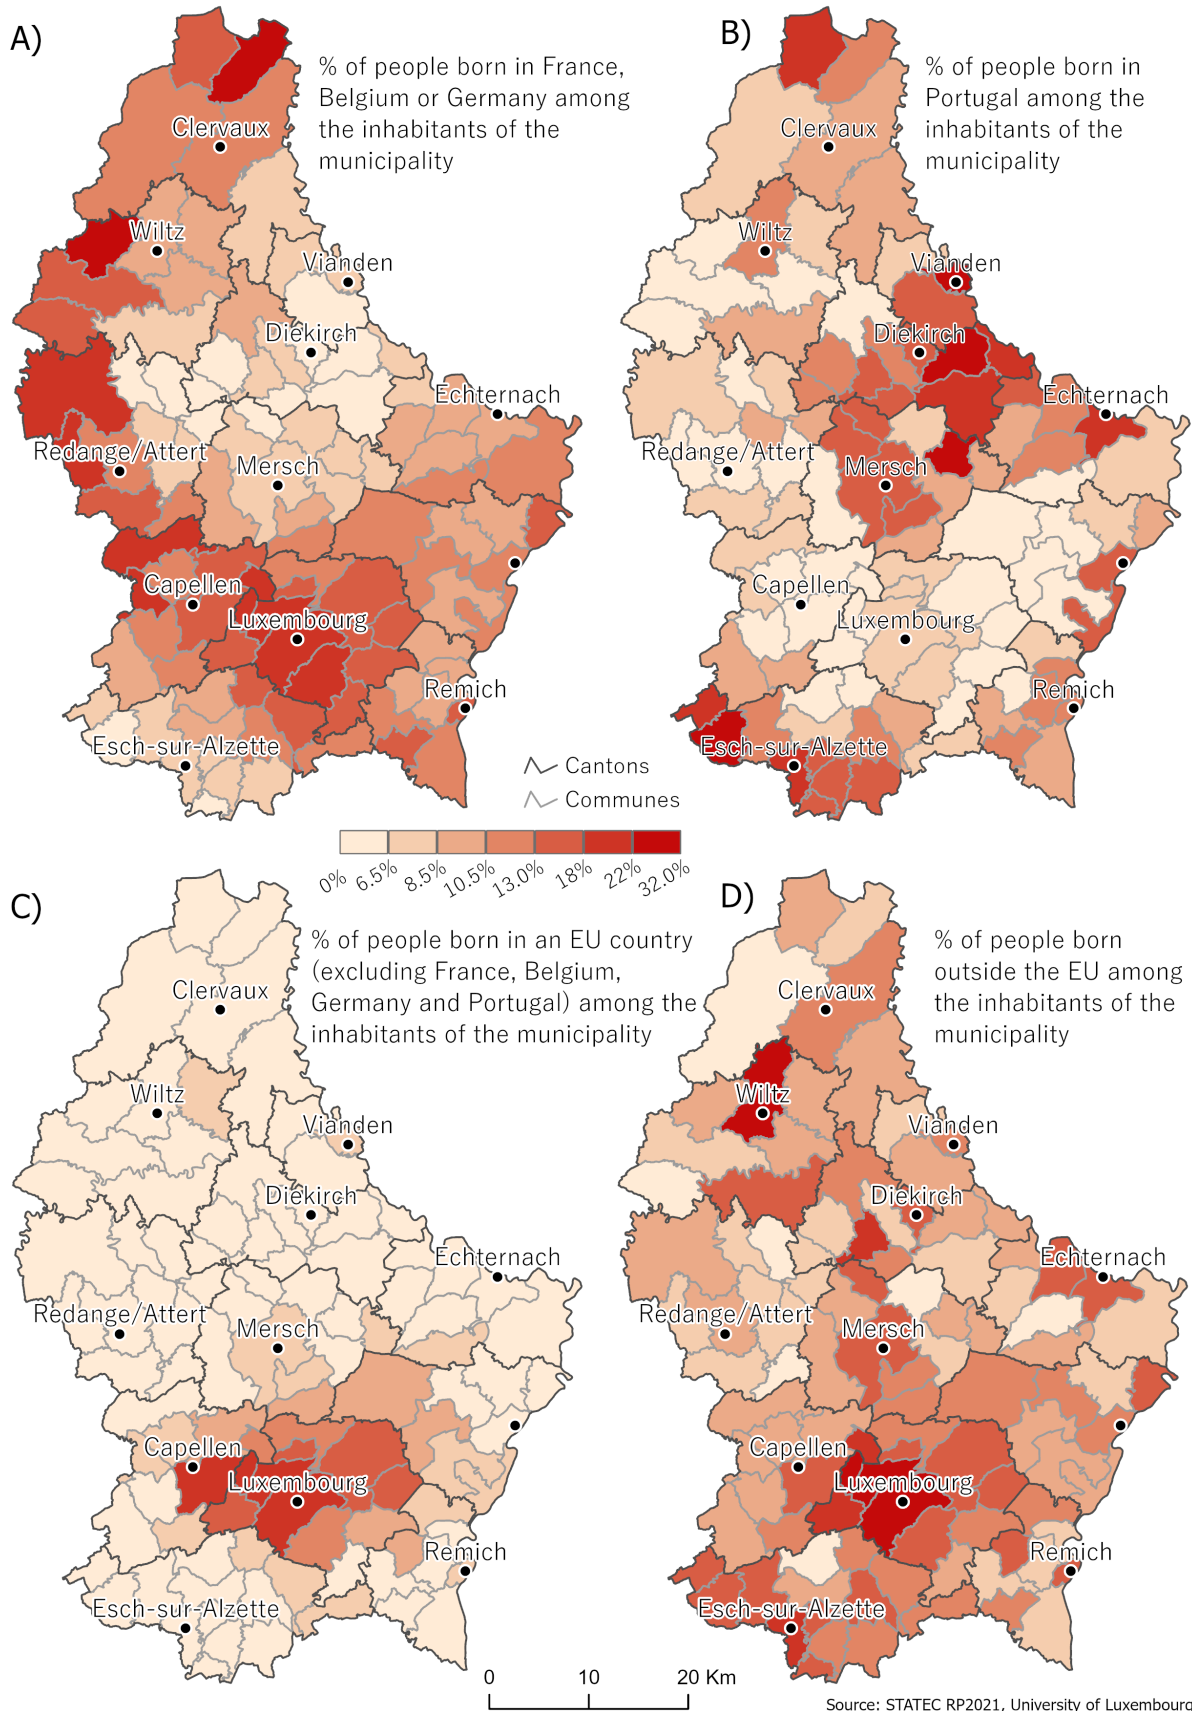 A)
% of people born in France,
Belgium or Germany among
the inhabitants of the
municipality
Clervaux
Wiltz
Vianden
Diekirch
Echternach
Redange/Attert
Mersch
Capellen
Luxembourg
Remich
Esch-sur-Alzette
B)
% of people born in
Portugal among the
inhabitants of the
municipality
Clervaux
Wiltz
Vianden
Diekirch
Echternach
Redange/Attert
Mersch
Capellen
Luxembourg
Remich
Esch-sur-Alzette
Cantons
Communes
0%
6.5%
8.5%
10.5%
13.0%
18%
22%
32.0%
C)
% of people born in an EU country
(excluding France, Belgium,
Germany and Portugal) among the
inhabitants of the municipality
Clervaux
Wiltz
Vianden
Diekirch
Echternach
Redange/Attert
Mersch
Capellen
Luxembourg
Remich
Esch-sur-Alzette
D)
% of people born
outside the EU among
the inhabitants of the
municipality
Clervaux
Wiltz
Vianden
Diekirch
Echternach
Redange/Attert
Mersch
Capellen
Luxembourg
Remich
Esch-sur-Alzette
0 10 20 Km
Source: STATEC RP2021, University of Luxembourg